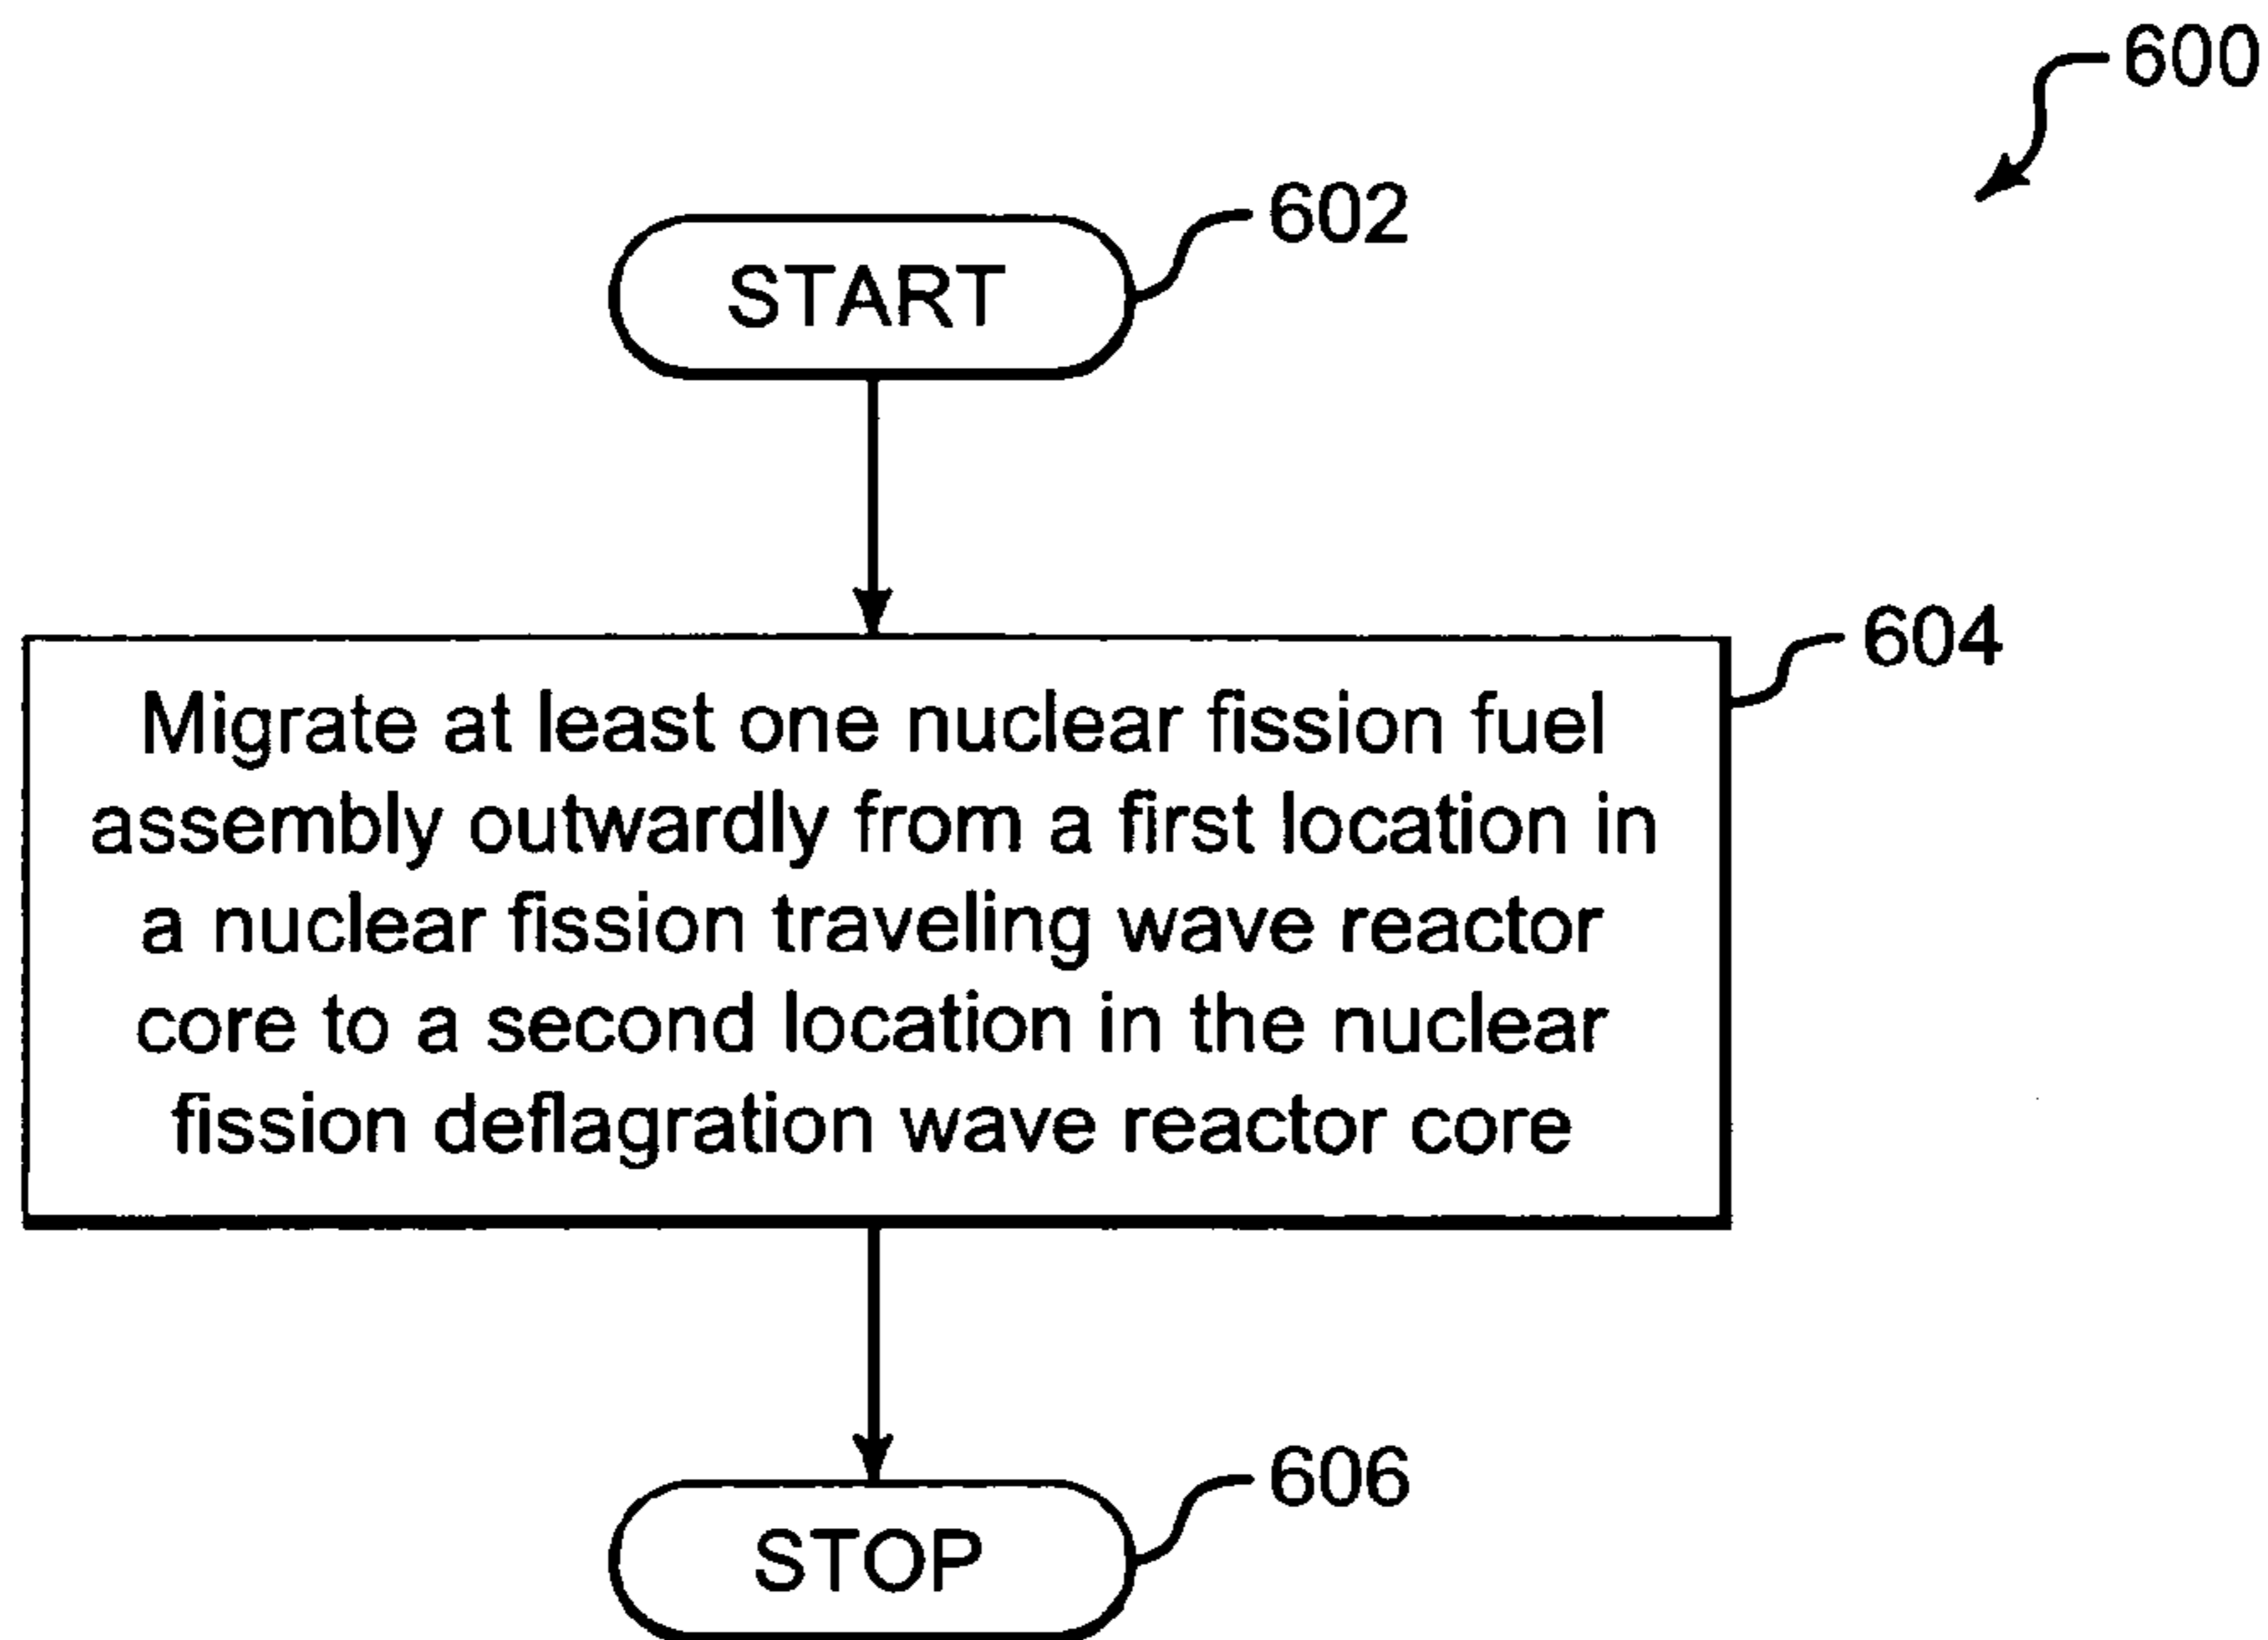 600
602
START
604
Migrate at least one nuclear fission fuel
assembly outwardly from a first location in
a nuclear fission traveling wave reactor
core to a second location in the nuclear
fission deflagration wave reactor core
606
STOP